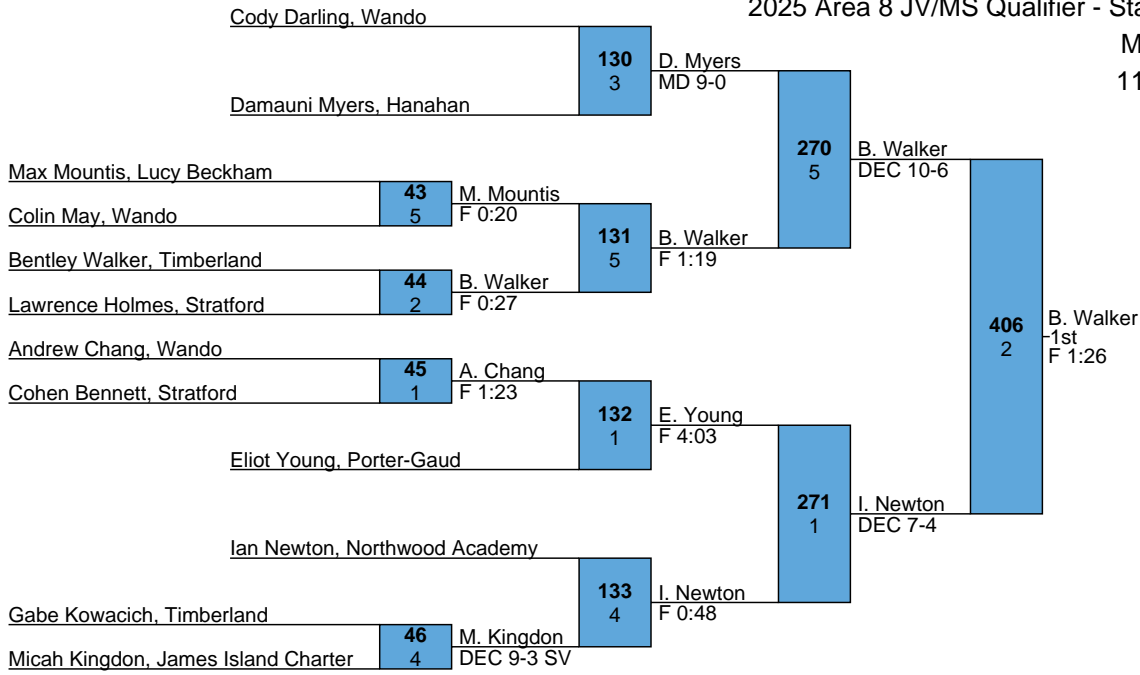 2025 Area 8 JV/MS Qualifier - Sta
M
11
Cody Darling, Wando
130
3
D. Myers
MD 9-0
Damauni Myers, Hanahan
270
5
B. Walker
DEC 10-6
Max Mountis, Lucy Beckham
43
5
M. Mountis
F 0:20
Colin May, Wando
131
5
B. Walker
F 1:19
Bentley Walker, Timberland
44
2
B. Walker
F 0:27
Lawrence Holmes, Stratford
406
2
B. Walker
1st
F 1:26
Andrew Chang, Wando
45
1
A. Chang
F 1:23
Cohen Bennett, Stratford
132
1
E. Young
F 4:03
Eliot Young, Porter-Gaud
271
1
I. Newton
DEC 7-4
Ian Newton, Northwood Academy
133
4
I. Newton
F 0:48
Gabe Kowacich, Timberland
46
4
M. Kingdon
DEC 9-3 SV
Micah Kingdon, James Island Charter